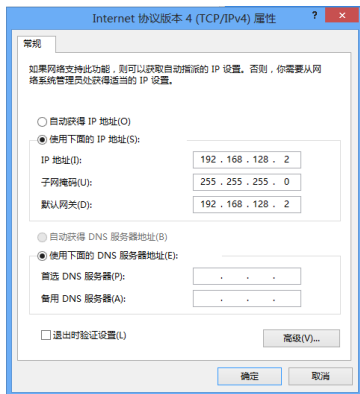 Internet 协议版本 4 (TCP/IPv4) 属性
?
×
常规
如果网络支持此功能，则可以获取自动指派的 IP 设置。否则，你需要从网
络系统管理员处获得适当的 IP 设置。
自动获得 IP 地址(O)
使用下面的 IP 地址(S):
IP 地址(I): 192 . 168 . 128 . 2
子网掩码(U): 255 . 255 . 255 . 0
默认网关(D): 192 . 168 . 128 . 2
自动获得 DNS 服务器地址(B)
使用下面的 DNS 服务器地址(E):
首选 DNS 服务器(P): . . .
备用 DNS 服务器(A): . . .
退出时验证设置(L)
高级(V)...
确定 取消